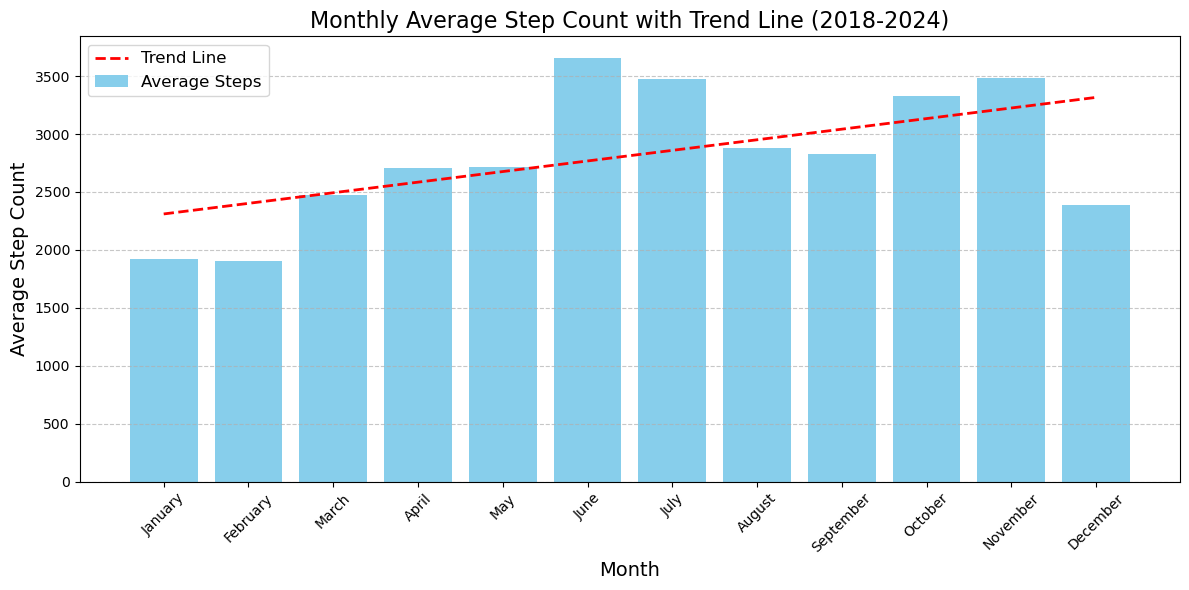 Monthly Average Step Count with Trend Line (2018-2024)
Trend Line
Average Steps
Average Step Count
3500
3000
2500
2000
1500
1000
500
0
January
February
March
April
May
June
July
August
September
October
November
December
Month